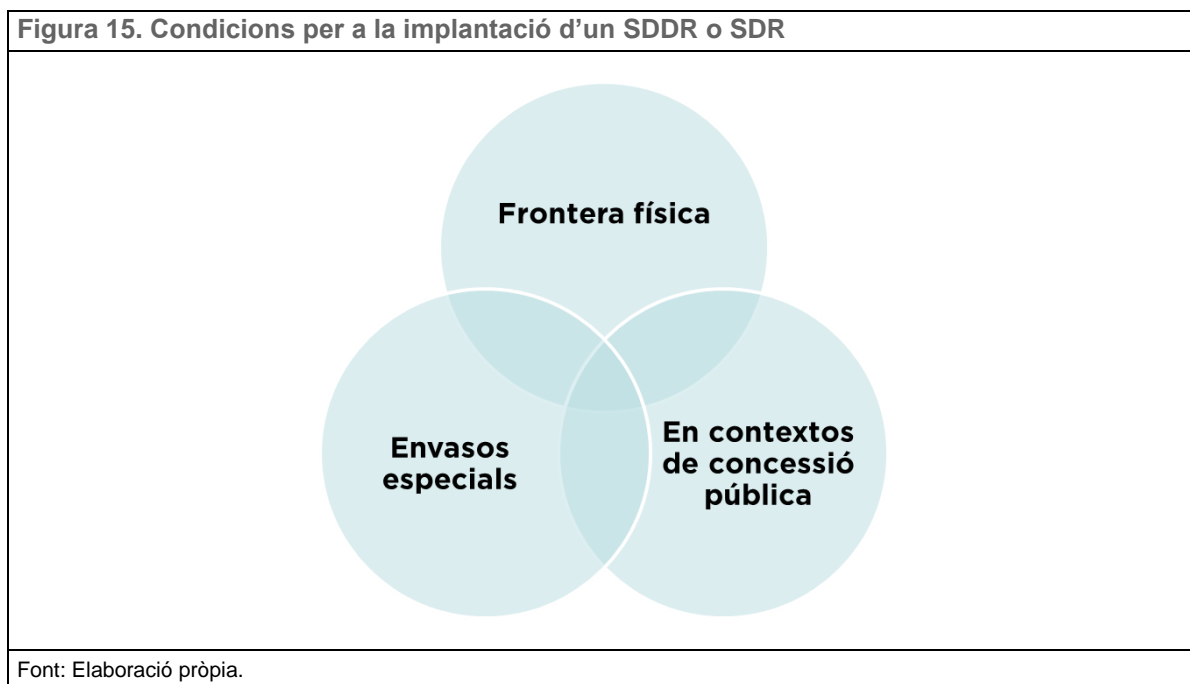 Figura 15. Condicions per a la implantació d’un SDDR o SDR
Frontera física
Envasos
especials
En contextos
de concessió
pública
Font: Elaboració pròpia.